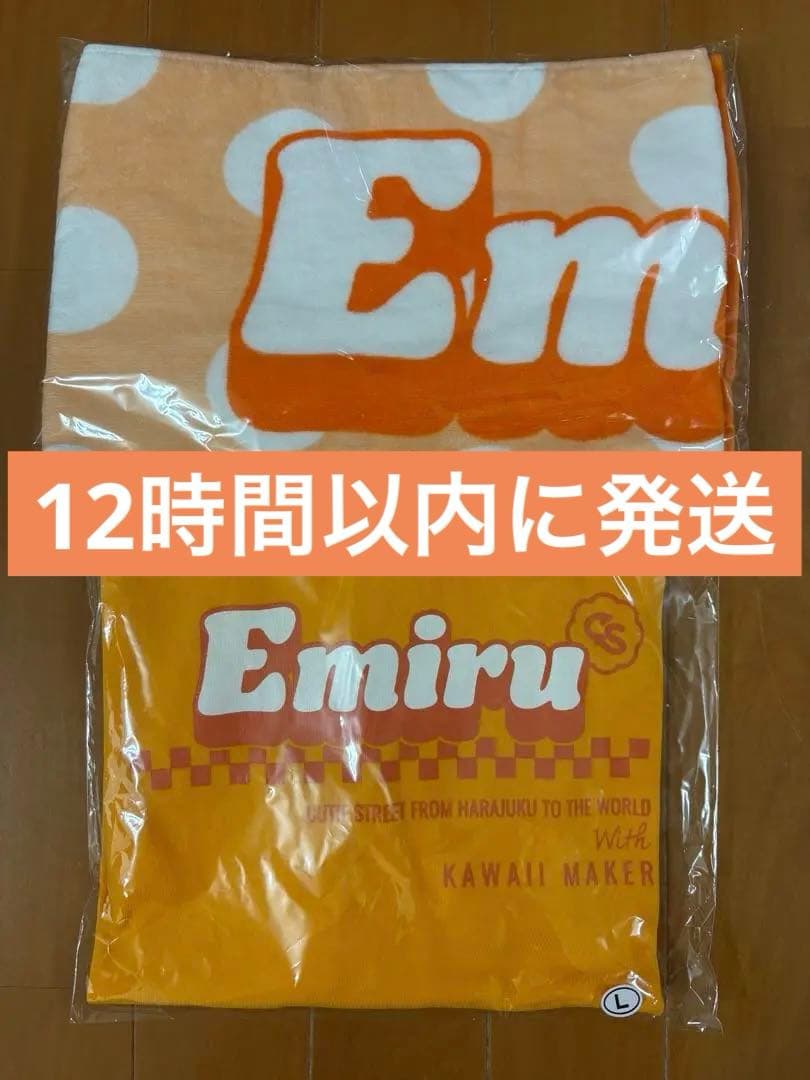 Em
12時間以内に発送
Emiru
CS
CUTIE STREET FROM HARAJUKU TO THE WORLD
With
KAWAII MAKER
L